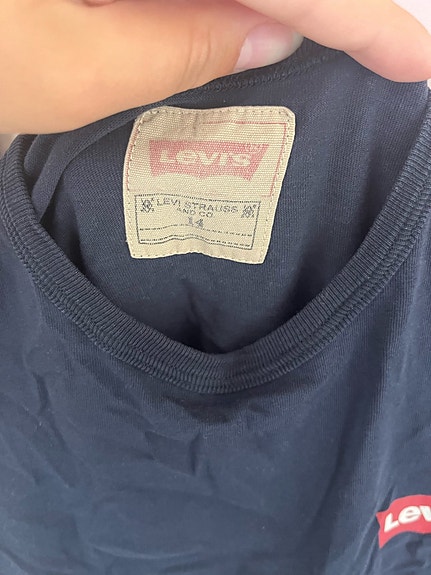 Levi's
LEVI STRAUSS
AND CO
14
Lev